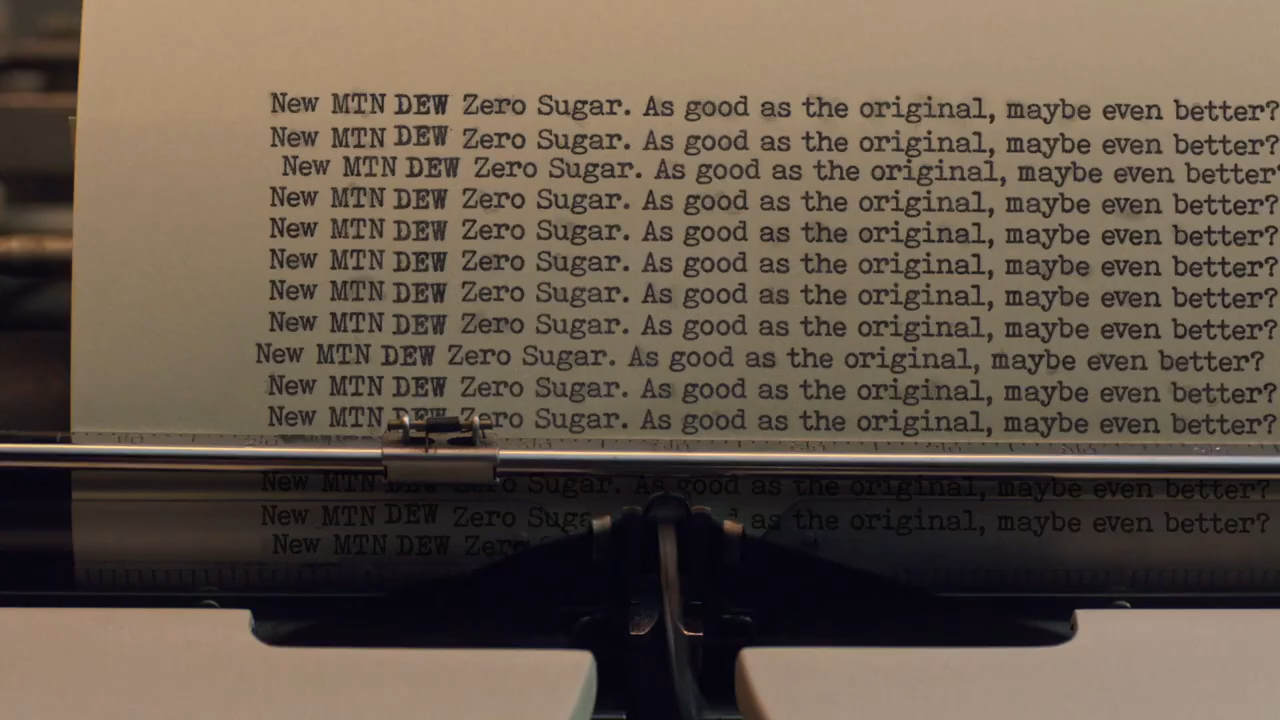 New MTN DEW Zero Sugar. As good as the original, maybe even better?
New MTN DEW Zero Sugar. As good as the original, maybe even better?
New MTN DEW Zero Sugar. As good as the original, maybe even better
New MTN DEW Zero Sugar. As good as the original, maybe even better?
New MTN DEW Zero Sugar. As good as the original, maybe even better?
New MTN DEW Zero Sugar. As good as the original, maybe even better?
New MTN DEW Zero Sugar. As good as the original, maybe even better?
New MTN DEW Zero Sugar. As good as the original, maybe even better?
New MTN DEW Zero Sugar. As good as the original, maybe even better?
New MTN DEW Zero Sugar. As good as the original, maybe even better?
New MTN DEW Zero Sugar. As good as the original, maybe even better?
New MTN DEW Sugar. As good as the original, maybe even better?
New MTN DEW Zero as the original, maybe even better?
New MTN DEW Zero